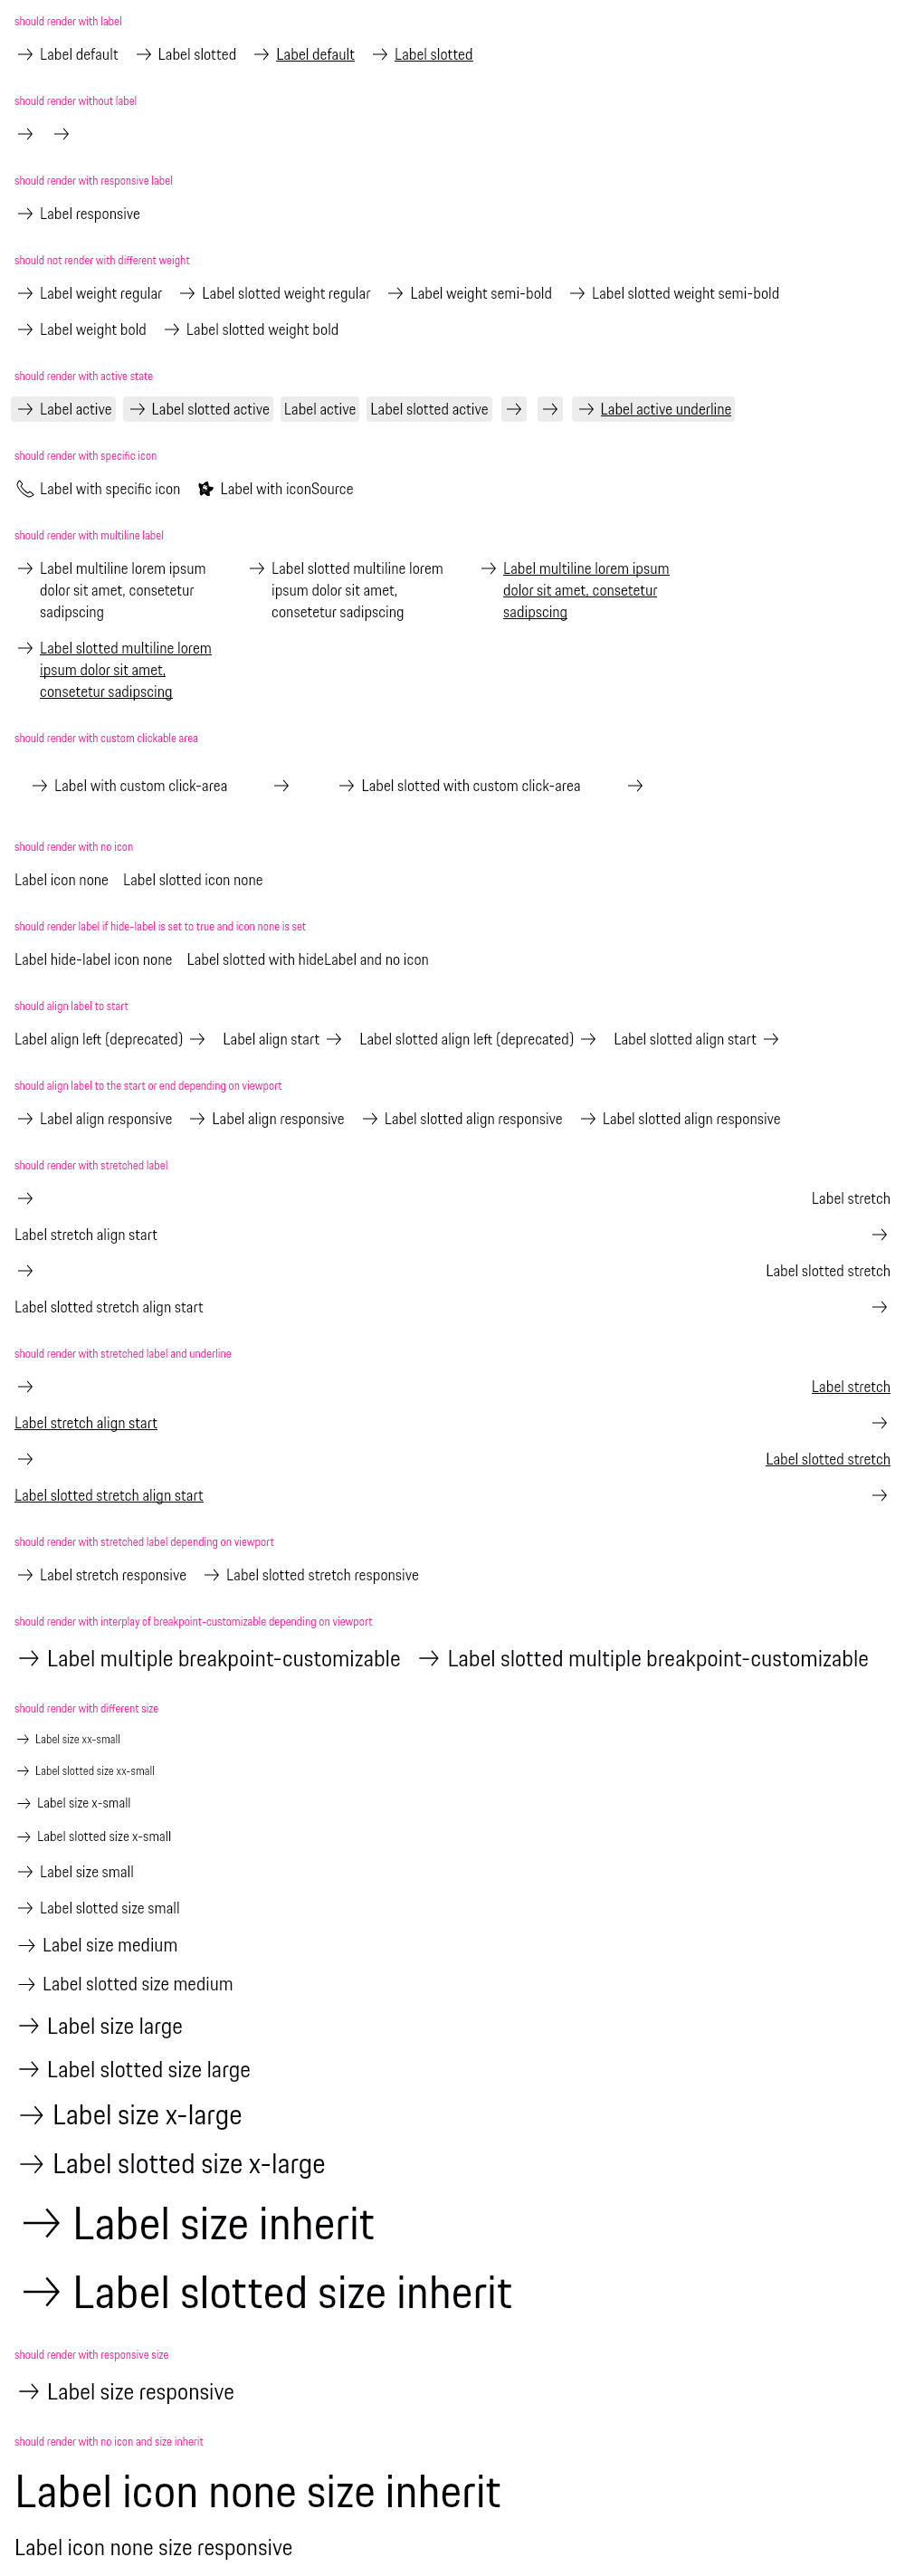 should render with label
Label default Label slotted Label default Label slotted
should render without label
should render with responsive label
Label responsive
should not render with different weight
Label weight regular Label slotted weight regular Label weight semi-bold Label slotted weight semi-bold
Label weight bold Label slotted weight bold
should render with active state
Label active Label slotted active Label active Label slotted active Label active underline
should render with specific icon
Label with specific icon Label with iconSource
should render with multiline label
Label multiline lorem ipsum Label slotted multiline lorem Label multiline lorem ipsum
dolor sit amet, consetetur ipsum dolor sit amet, dolor sit amet, consetetur
sadipscing consetetur sadipscing sadipscing
Label slotted multiline lorem
ipsum dolor sit amet,
consetetur sadipscing
should render with custom clickable area
Label with custom click-area Label slotted with custom click-area
should render with no icon
Label icon none Label slotted icon none
should render label if hide-label is set to true and icon none is set
Label hide-label icon none Label slotted with hideLabel and no icon
should align label to start
Label align left (deprecated) Label align start Label slotted align left (deprecated) Label slotted align start
should align label to the start or end depending on viewport
Label align responsive Label align responsive Label slotted align responsive Label slotted align responsive
should render with stretched label
Label stretch
Label stretch align start
Label slotted stretch
Label slotted stretch align start
should render with stretched label and underline
Label stretch
Label stretch align start
Label slotted stretch
Label slotted stretch align start
should render with stretched label depending on viewport
Label stretch responsive Label slotted stretch responsive
should render with interplay of breakpoint-customizable depending on viewport
Label multiple breakpoint-customizable Label slotted multiple breakpoint-customizable
should render with different size
Label size xx-small
Label slotted size xx-small
Label size x-small
Label slotted size x-small
Label size small
Label slotted size small
Label size medium
Label slotted size medium
Label size large
Label slotted size large
Label size x-large
Label slotted size x-large
Label size inherit
Label slotted size inherit
should render with responsive size
Label size responsive
should render with no icon and size inherit
Label icon none size inherit
Label icon none size responsive